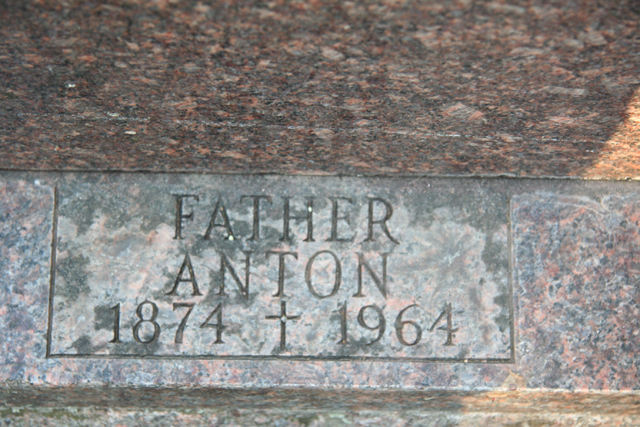 FATHER
ANTON
1874 † 1964